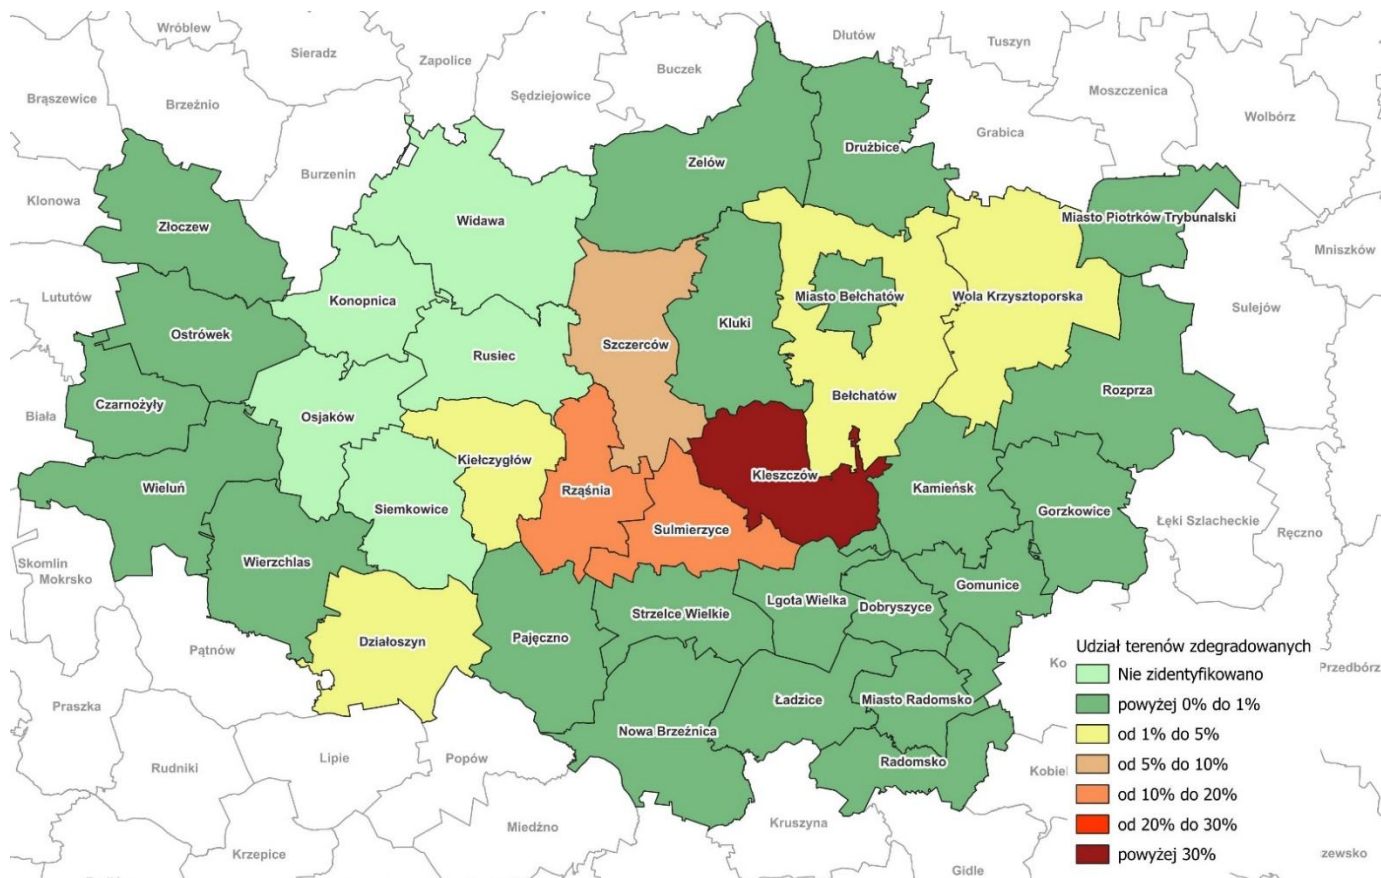 Wróblew
Sieradz
Zapolice
Dłutów
Tuszyn
Buczek
Brąszewice
Brzeźnio
Sędziejowice
Moszczenica
Wolbórz
Grabica
Burzenin
Zelów
Drużbice
Klonowa
Złoczew
Widawa
Miasto Piotrków Trybunalski
Mniszków
Lututów
Konopnica
Miasto Bełchatów
Wola Krzysztoporska
Sulejów
Ostrówek
Kluki
Szczerców
Rusiec
Rozprza
Bełchatów
Czarnożyły
Biała
Osjaków
Kiełczygłów
Kleszczów
Wieluń
Rząśnia
Kamieńsk
Siemkowice
Gorzkowice
Łęki Szlacheckie
Sulmierzyce
Ręczno
Skomlin
Wierzchlas
Mokrsko
Gomunice
Lgota Wielka
Dobryszyce
Strzelce Wielkie
Działoszyn
Pajęczno
Pątnów
Udział terenów zdegradowanych
Ko
Przedbórz
Nie zidentyfikowano
Praszka
Ładzice
Miasto Radomsko
powyżej 0% do 1%
Nowa Brzeźnica
od 1% do 5%
Lipie
Popów
Radomsko
Rudniki
Kobiel
od 5% do 10%
od 10% do 20%
Kruszyna
Miedźno
od 20% do 30%
Krzepice
powyżej 30%
zewsko
Gidle